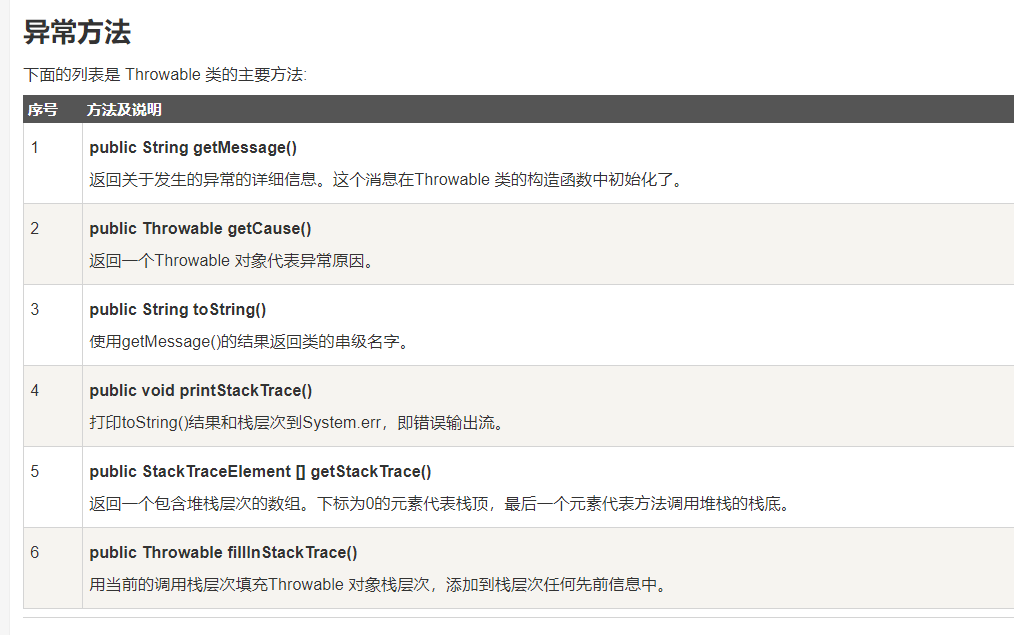 异常方法
下面的列表是 Throwable 类的主要方法:
序号 方法及说明
1 public String getMessage()
返回关于发生的异常的详细信息。这个消息在Throwable 类的构造函数中初始化了。
2 public Throwable getCause()
返回一个Throwable 对象代表异常原因。
3 public String toString()
使用getMessage()的结果返回类的串级名字。
4 public void printStackTrace()
打印toString()结果和栈层次到System.err，即错误输出流。
5 public StackTraceElement [] getStackTrace()
返回一个包含堆栈层次的数组。下标为0的元素代表栈顶，最后一个元素代表方法调用堆栈的栈底。
6 public Throwable fillInStackTrace()
用当前的调用栈层次填充Throwable 对象栈层次，添加到栈层次任何先前信息中。